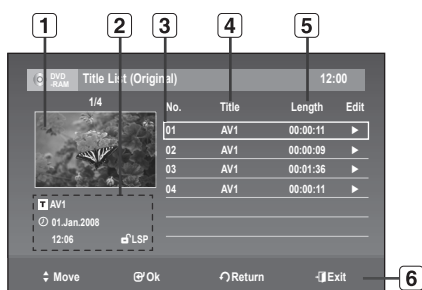 1 2 3 4 5
DVD -RAM Title List (Original) 12:00
1/4 No. Title Length Edit
01 AV1 00:00:11 ►
02 AV1 00:00:09 ►
03 AV1 00:01:36 ►
04 AV1 00:00:11 ►
T AV1
01.Jan.2008
12:06 LSP
Move Ok Return Exit 6